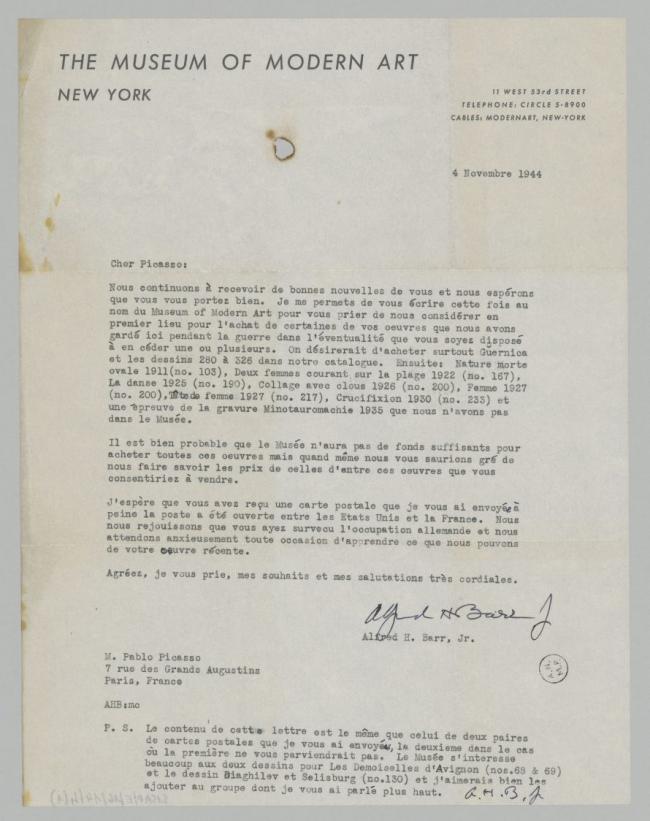 THE MUSEUM OF MODERN ART
NEW YORK
11 WEST 53rd STREET
TELEPHONE: CIRCLE 5-8900
CABLES: MODERNART, NEW-YORK
4 Novembre 1944
Cher Picasso:
Nous continuons à recevoir de bonnes nouvelles de vous et nous espérons
que vous vous portez bien. Je me permets de vous écrire cette fois au
nom du Museum of Modern Art pour vous prier de nous considérer en
premier lieu pour l'achat de certaines de vos oeuvres que nous avons
gardé ici pendant la guerre dans l'éventualité que vous soyez disposé
à en céder une ou plusieurs. On désirerait d'acheter surtout Guernica
et les dessins 280 à 326 dans notre catalogue. Ensuite: Nature morte
ovale 1911(no. 103), Deux femmes courant sur la plage 1922 (no. 167),
La danse 1925 (no. 190), Collage avec clous 1926 (no. 200), Femme 1927
(no. 200), Tête de femme 1927 (no. 217), Crucifixion 1930 (no. 233) et
une épreuve de la gravure Minotauromachie 1935 que nous n'avons pas
dans le Musée.
Il est bien probable que le Musée n'aura pas de fonds suffisants pour
acheter toutes ces oeuvres mais quand même nous vous saurions gré de
nous faire savoir les prix de celles d'entre ces oeuvres que vous
consentiriez à vendre.
J'espère que vous avez reçu une carte postale que je vous ai envoyée à
peine la poste a été ouverte entre les Etats Unis et la France. Nous
nous rejouissons que vous ayez survecu l'occupation allemande et nous
attendons anxieusement toute occasion d'apprendre ce que nous pouvons
de votre oeuvre récente.
Agréez, je vous prie, mes souhaits et mes salutations très cordiales.
Alfred H Barr Jr
Alfred H. Barr, Jr.
M. Pablo Picasso
7 rue des Grands Augustins
Paris, France
AHB:mc
P. S. Le contenu de cette lettre est le même que celui de deux paires
de cartes postales que je vous ai envoyées, la deuxieme dans le cas
où la première ne vous parviendrait pas. Le Musée s'interesse
beaucoup aux deux dessins pour Les Demoiselles d'Avignon (nos.68 & 69)
et le dessin Diaghilev et Selisburg (no.130) et j'aimerais bien les
ajouter au groupe dont je vous ai parlé plus haut. A.H.B. Jr